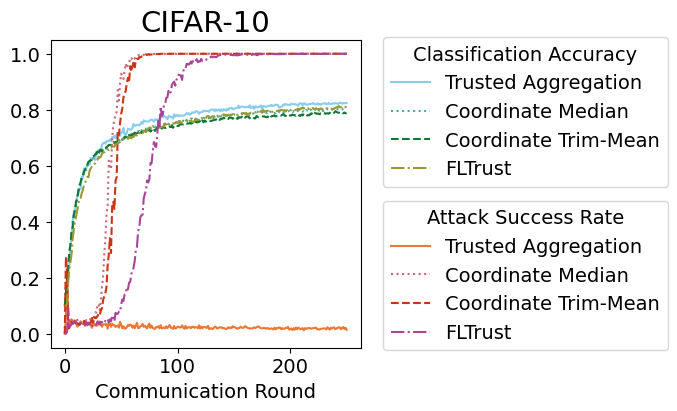 CIFAR-10
1.0
0.8
0.6
0.4
0.2
0.0
0
100
200
Communication Round
Classification Accuracy
Trusted Aggregation
Coordinate Median
Coordinate Trim-Mean
FLTrust
Attack Success Rate
Trusted Aggregation
Coordinate Median
Coordinate Trim-Mean
FLTrust